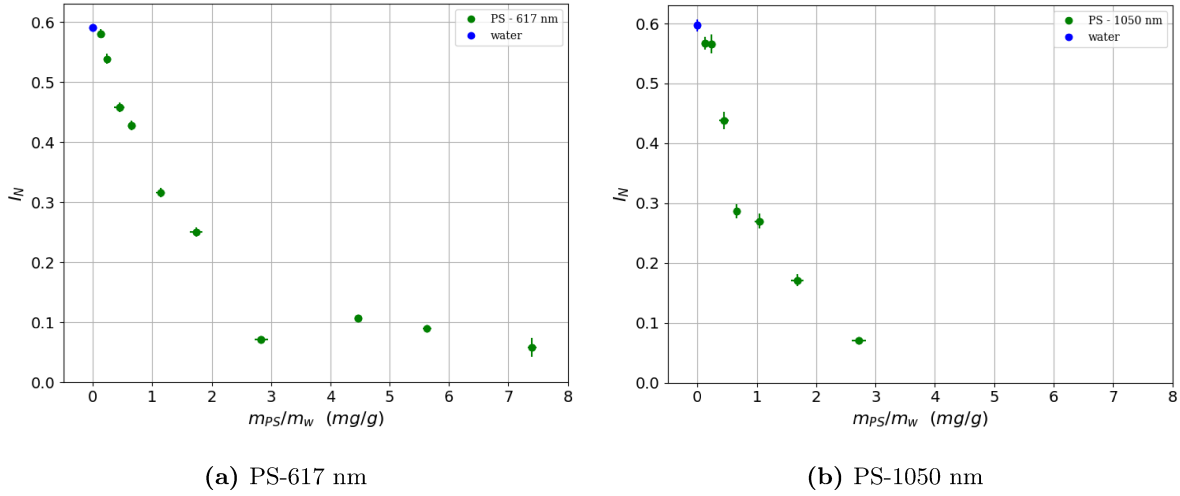 0.6
0.5
0.4
0.3
0.2
0.1
0.0
I_N
0 1 2 3 4 5 6 7 8
m_PS/m_w (mg/g)
PS - 617 nm
water
(a) PS-617 nm
0.6
0.5
0.4
0.3
0.2
0.1
0.0
I_N
0 1 2 3 4 5 6 7 8
m_PS/m_w (mg/g)
PS - 1050 nm
water
(b) PS-1050 nm